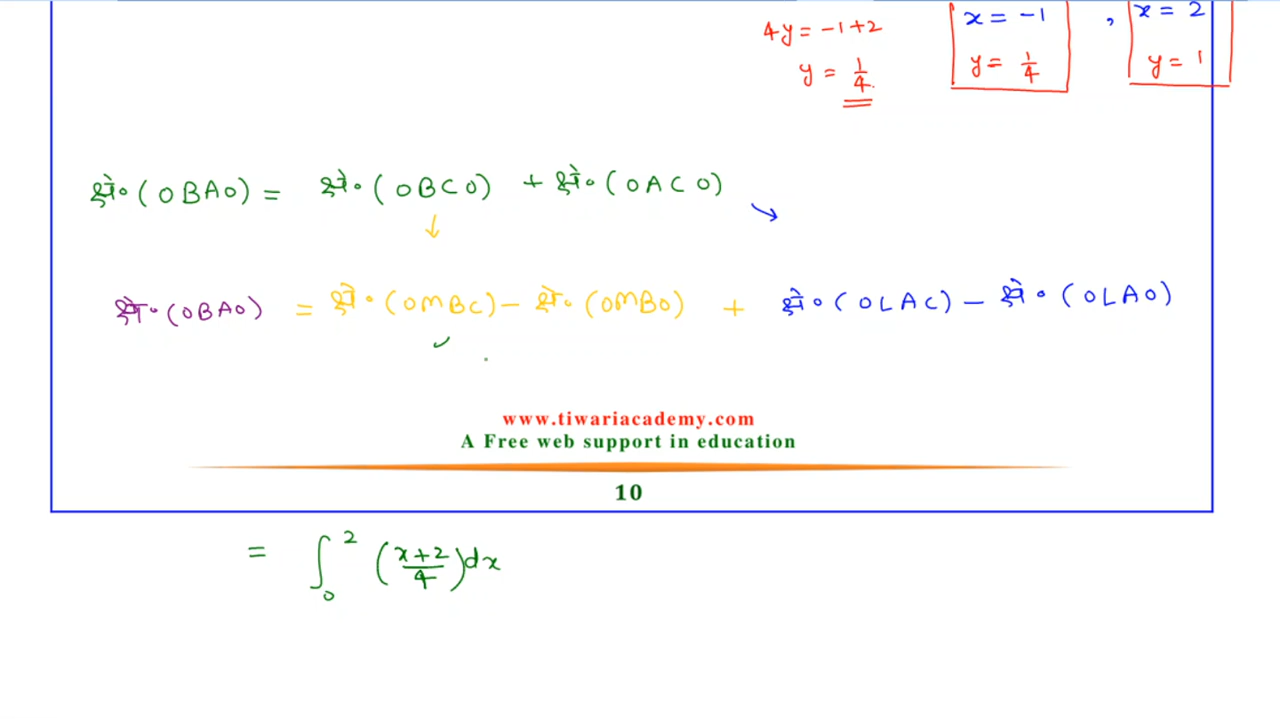 4y = -1+2
x = -1 , x = 2
y = 1/4
y = 1/4
y = 1
क्षे॰(OBAO) = क्षे॰(OBCO) + क्षे॰(OACO)
क्षे॰(OBAO) = क्षे॰(OMBC) - क्षे॰(OMBO) + क्षे॰(OLAC) - क्षे॰(OLAO)
www.tiwariacademy.com
A Free web support in education
10
= ∫₀² (x+2/4)dx